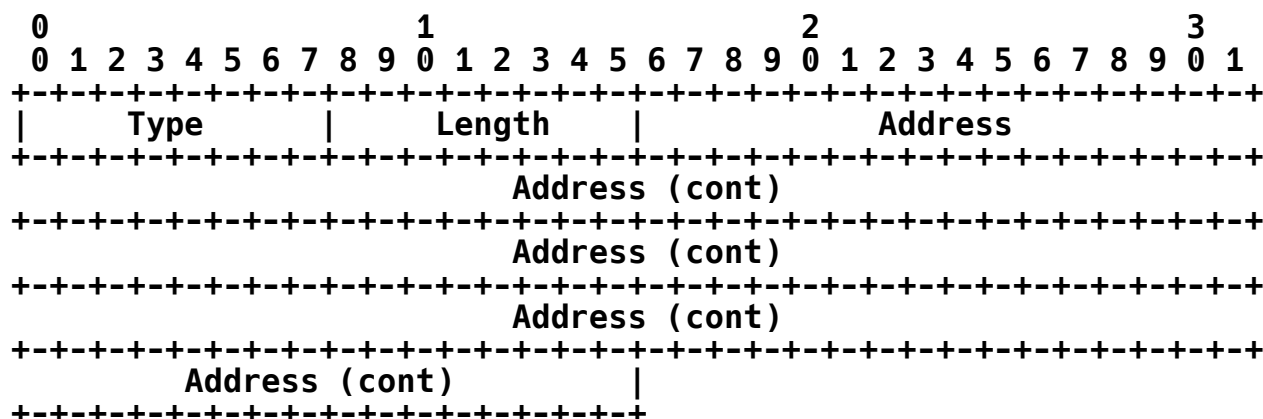 0                   1                   2                   3
 0 1 2 3 4 5 6 7 8 9 0 1 2 3 4 5 6 7 8 9 0 1 2 3 4 5 6 7 8 9 0 1
+-+-+-+-+-+-+-+-+-+-+-+-+-+-+-+-+-+-+-+-+-+-+-+-+-+-+-+-+-+-+-+-+
|     Type      |     Length    |            Address
+-+-+-+-+-+-+-+-+-+-+-+-+-+-+-+-+-+-+-+-+-+-+-+-+-+-+-+-+-+-+-+-+
                          Address (cont)
+-+-+-+-+-+-+-+-+-+-+-+-+-+-+-+-+-+-+-+-+-+-+-+-+-+-+-+-+-+-+-+-+
                          Address (cont)
+-+-+-+-+-+-+-+-+-+-+-+-+-+-+-+-+-+-+-+-+-+-+-+-+-+-+-+-+-+-+-+-+
                          Address (cont)
+-+-+-+-+-+-+-+-+-+-+-+-+-+-+-+-+-+-+-+-+-+-+-+-+-+-+-+-+-+-+-+-+
         Address (cont)         |
+-+-+-+-+-+-+-+-+-+-+-+-+-+-+-+-+